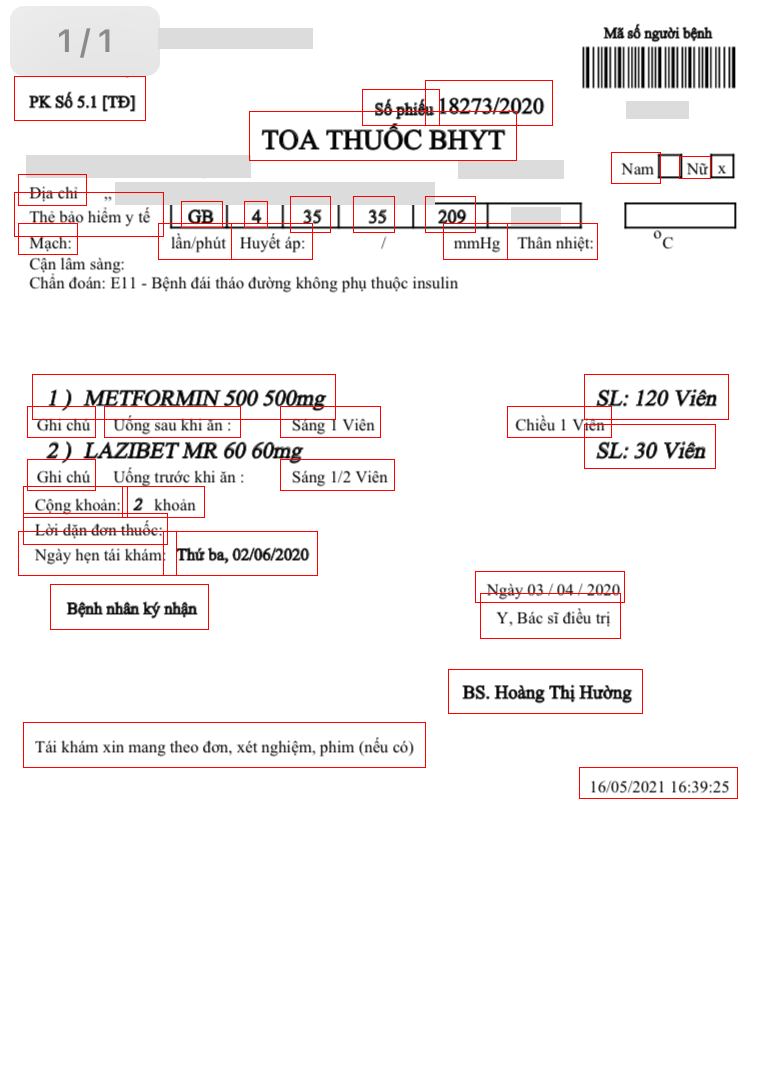 1/1
Mã số người bệnh
PK Số 5.1 [TĐ]
Số phiếu 18273/2020
TOA THUỐC BHYT
Nam Nữ x
Địa chỉ ,,
Thẻ bảo hiểm y tế GB 4 35 35 209
Mạch: lần/phút Huyết áp: / mmHg Thân nhiệt: °C
Cận lâm sàng:
Chẩn đoán: E11 - Bệnh đái tháo đường không phụ thuộc insulin
1 ) METFORMIN 500 500mg SL: 120 Viên
Ghi chú Uống sau khi ăn : Sáng 1 Viên Chiều 1 Viên
2 ) LAZIBET MR 60 60mg SL: 30 Viên
Ghi chú Uống trước khi ăn : Sáng 1/2 Viên
Cộng khoản: 2 khoản
Lời dặn đơn thuốc:
Ngày hẹn tái khám: Thứ ba, 02/06/2020
Ngày 03 / 04 / 2020
Bệnh nhân ký nhận Y, Bác sĩ điều trị
BS. Hoàng Thị Hường
Tái khám xin mang theo đơn, xét nghiệm, phim (nếu có)
16/05/2021 16:39:25